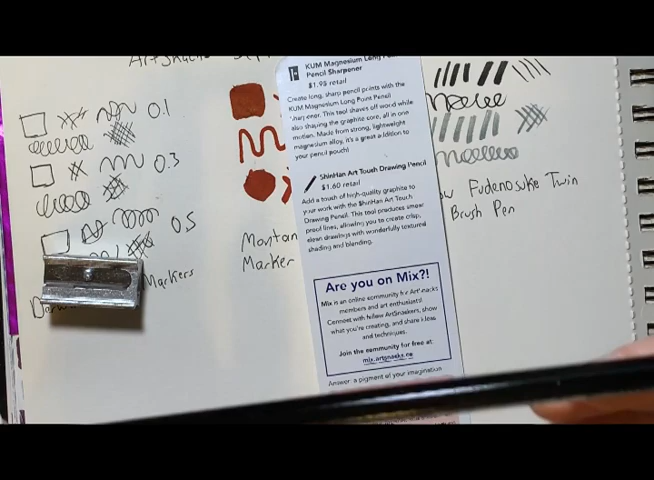 0.1
0.3
0.5
Markers
Marker
Fudenosuke Twin
Brush Pen
KUM Magnesium Long
Pencil Sharpener
$1.95 retail
Create long, sharp pencil points with the
KUM Magnesium Long Point Pencil
This tool shaves off wood while
also shaping the graphite core, all in one
motion. Made from strong, lightweight
magnesium alloy, it's a great addition to
your pencil pouch!
ShinHan Art Touch Drawing Pencil
$1.60 retail
Add a touch of high-quality graphite to
your work with the ShinHan Art Touch
Drawing Pencil. This tool produces smear
proof lines, allowing you to create crisp,
clean drawings with wonderfully textured
shading and blending.
Are you on Mix?!
Mix is an online community for ArtSnacks
members and art enthusiasts!
Connect with fellow ArtSnackers, show
what you're creating, and share ideas
and techniques.
Join the community for free at:
mix.artsnacks.co
Answer: a pigment of your imagination